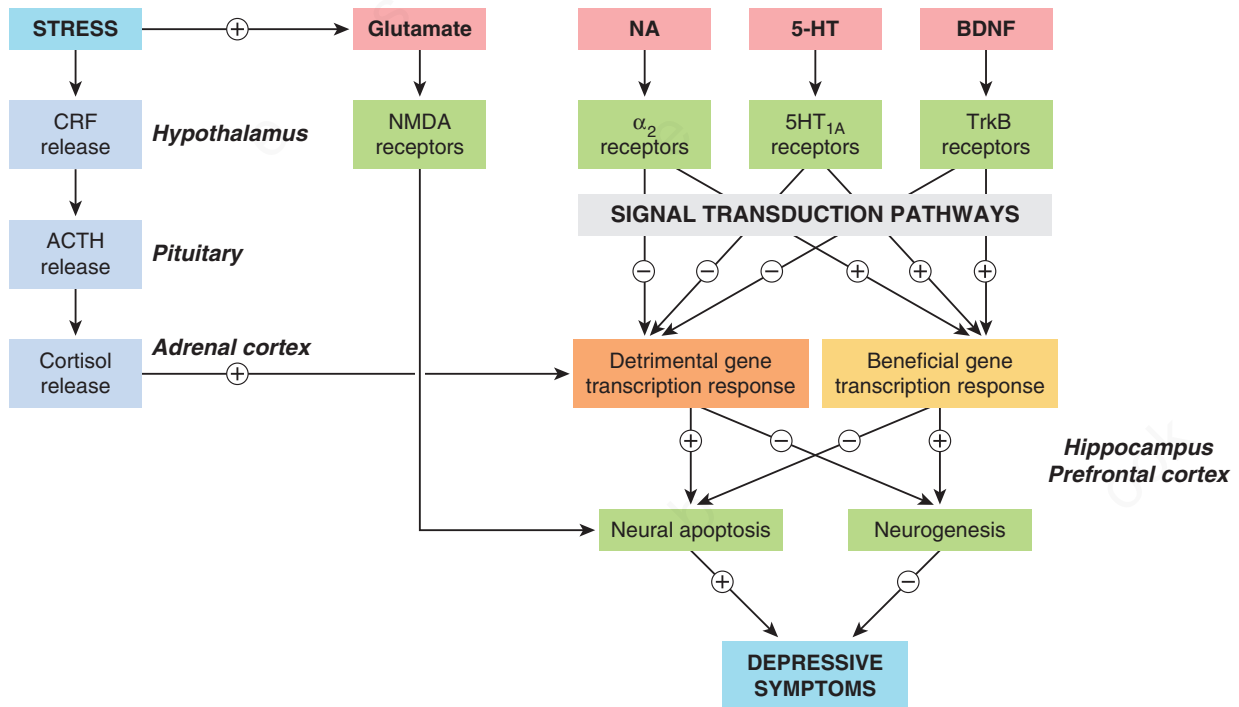 STRESS
+
Glutamate
NA
5-HT
BDNF
CRF
release
Hypothalamus
NMDA
receptors
α2
receptors
5HT1A
receptors
TrkB
receptors
SIGNAL TRANSDUCTION PATHWAYS
ACTH
release
Pituitary
− − − + + +
Cortisol
release
Adrenal cortex
+
Detrimental gene
transcription response
Beneficial gene
transcription response
+ − − +
Hippocampus
Prefrontal cortex
Neural apoptosis
Neurogenesis
+ −
DEPRESSIVE
SYMPTOMS